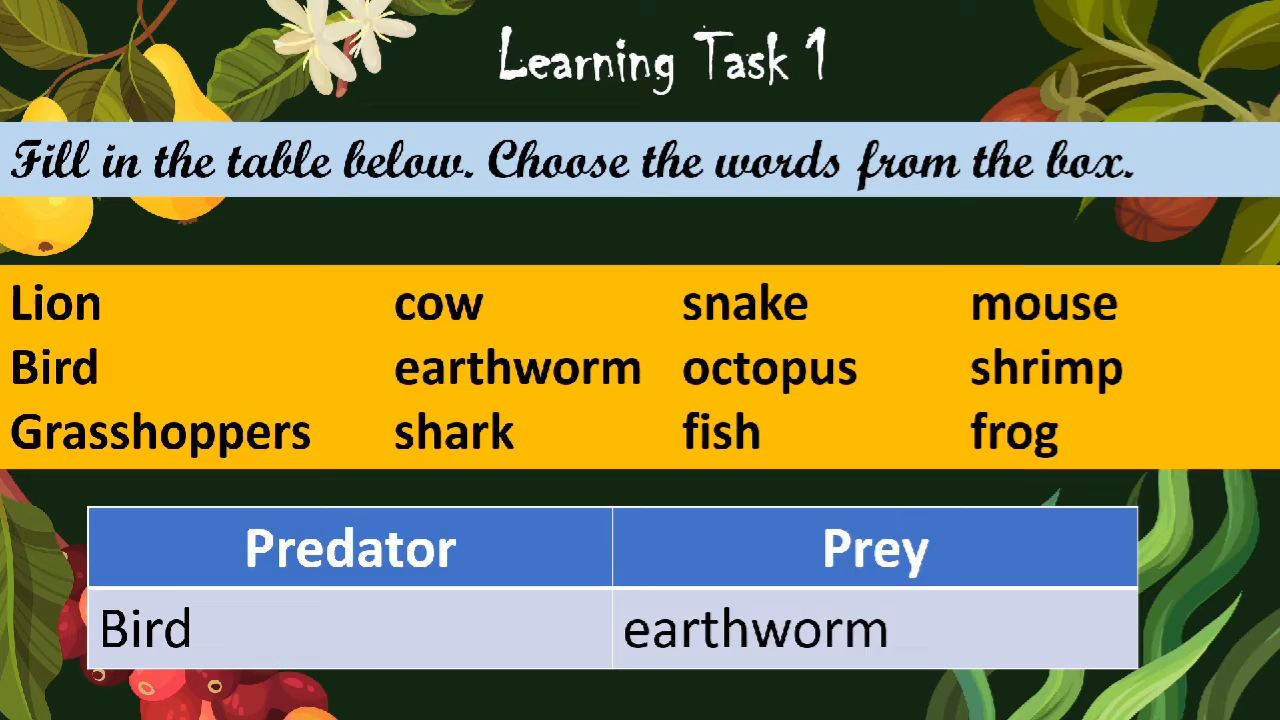 Learning Task 1
Fill in the table below. Choose the words from the box.
Lion cow snake mouse
Bird earthworm octopus shrimp
Grasshoppers shark fish frog
Predator Prey
Bird earthworm